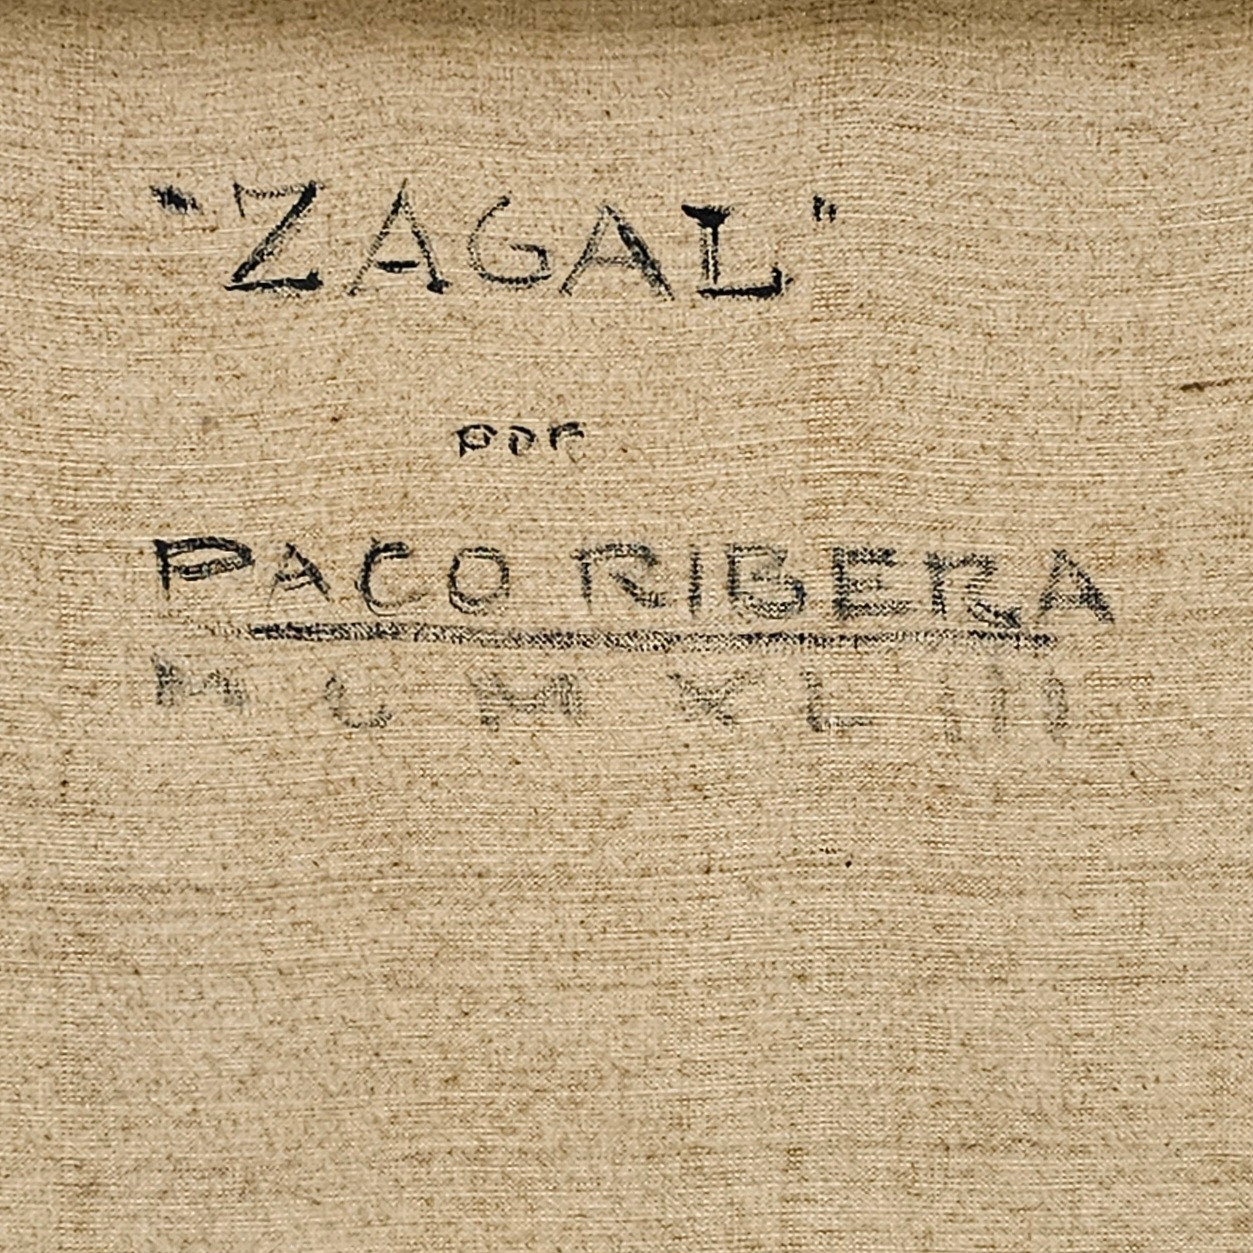 "ZAGAL"
POR
PACO RIBERA
MCMXLIII